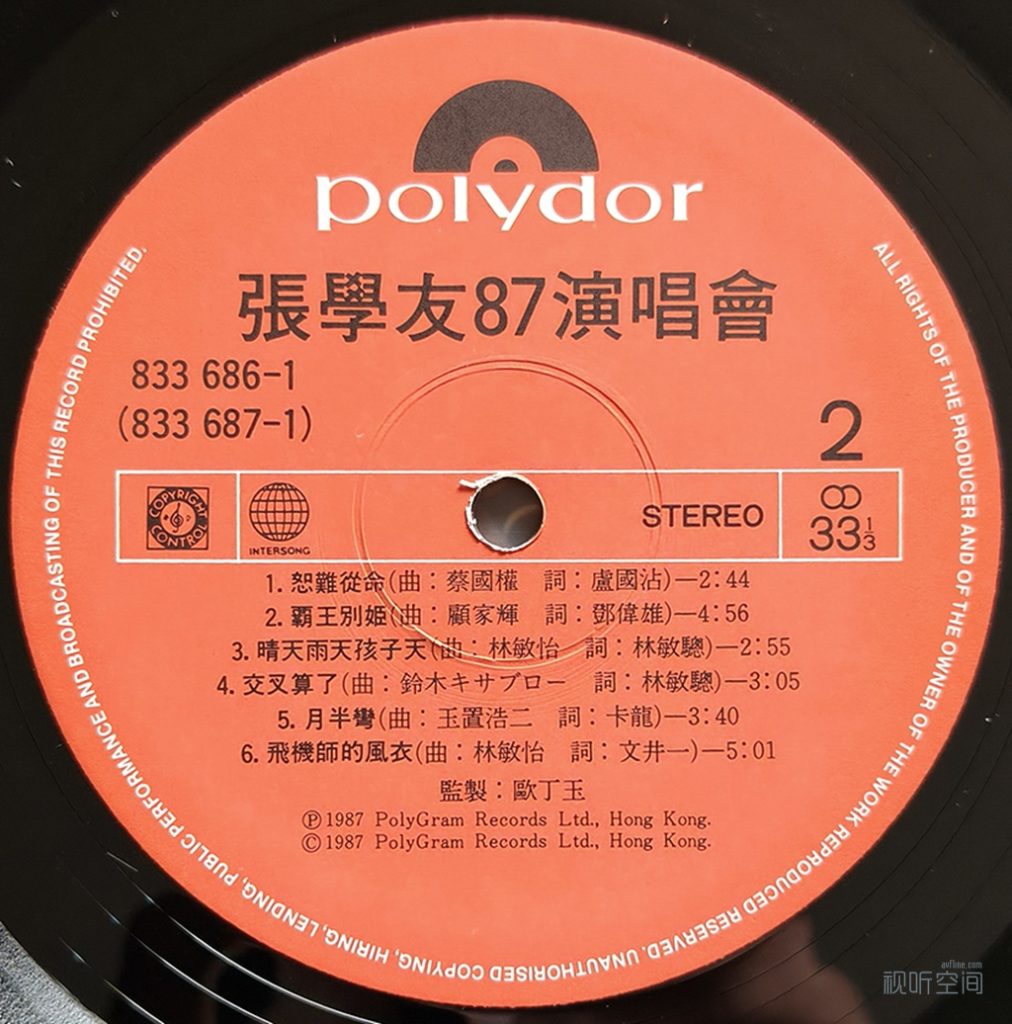 polydor
張學友87演唱會
833 686-1
(833 687-1)
2
COPYRIGHT CONTROL
INTERSONG
STEREO
33⅓
1. 恕難從命(曲：蔡國權 詞：盧國沾)—2:44
2. 霸王別姬(曲：顧家輝 詞：鄧偉雄)—4:56
3. 晴天雨天孩子天(曲：林敏怡 詞：林敏驄)—2:55
4. 交叉算了(曲：鈴木キサブロー 詞：林敏驄)—3:05
5. 月半彎(曲：玉置浩二 詞：卡龍)—3:40
6. 飛機師的風衣(曲：林敏怡 詞：文井一)—5:01
監製：歐丁玉
Ⓟ1987 PolyGram Records Ltd., Hong Kong.
©1987 PolyGram Records Ltd., Hong Kong.
ALL RIGHTS OF THE PRODUCER AND OF THE OWNER OF THE WORK REPRODUCED RESERVED. UNAUTHORISED COPYING, HIRING, LENDING, PUBLIC PERFORMANCE AND BROADCASTING OF THIS RECORD PROHIBITED.
avfline.com
视听空间